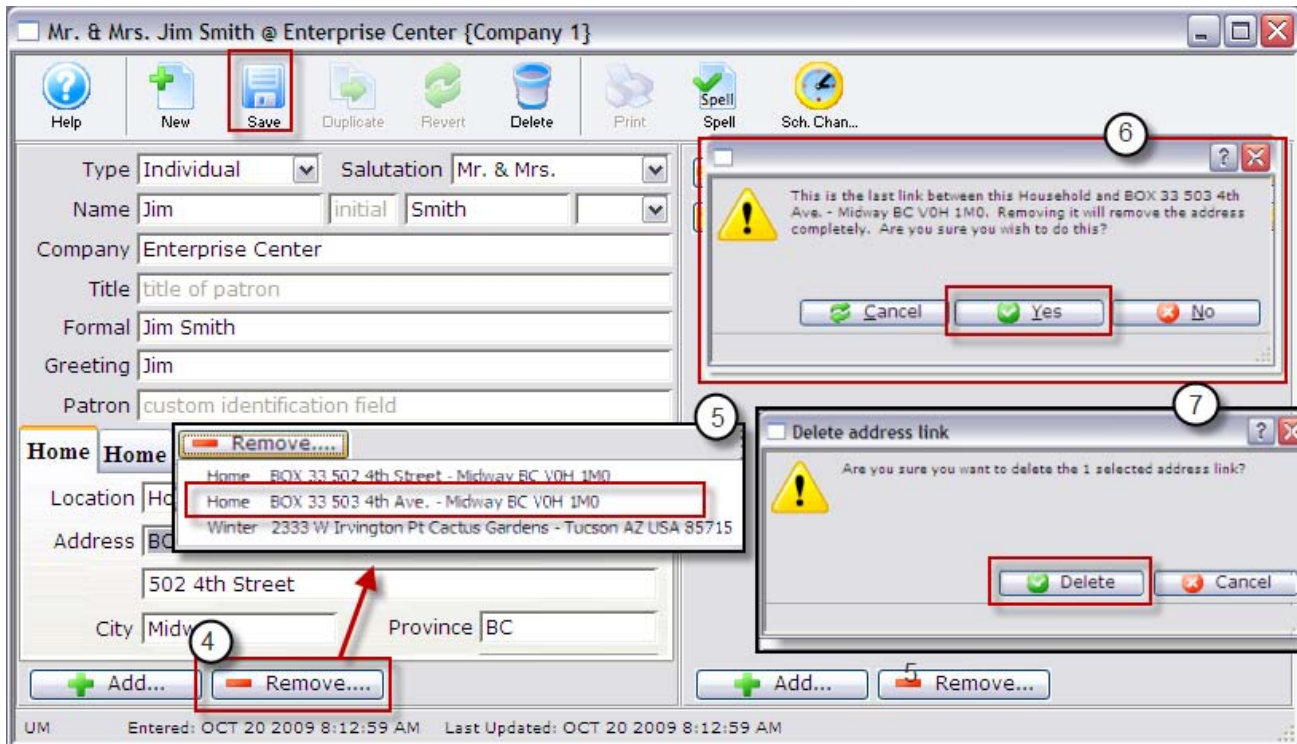 Mr. & Mrs. Jim Smith @ Enterprise Center {Company 1}
Help New Save Duplicate Revert Delete Print Spell Spell Sch. Chan...
Type Individual Salutation Mr. & Mrs.
Name Jim initial Smith
Company Enterprise Center
Title title of patron
Formal Jim Smith
Greeting Jim
Patron custom identification field
6
This is the last link between this Household and BOX 33 503 4th
Ave. - Midway BC V0H 1M0. Removing it will remove the address
completely. Are you sure you wish to do this?
Cancel Yes No
Home Home
5
Remove....
Home BOX 33 502 4th Street - Midway BC V0H 1M0
Home BOX 33 503 4th Ave. - Midway BC V0H 1M0
Winter 2333 W Irvington Pt Cactus Gardens - Tucson AZ USA 85715
7
Delete address link
Are you sure you want to delete the 1 selected address link?
Delete Cancel
Location
Address
502 4th Street
City Province BC
4
Add... Remove....
5
Add... Remove...
UM Entered: OCT 20 2009 8:12:59 AM Last Updated: OCT 20 2009 8:12:59 AM